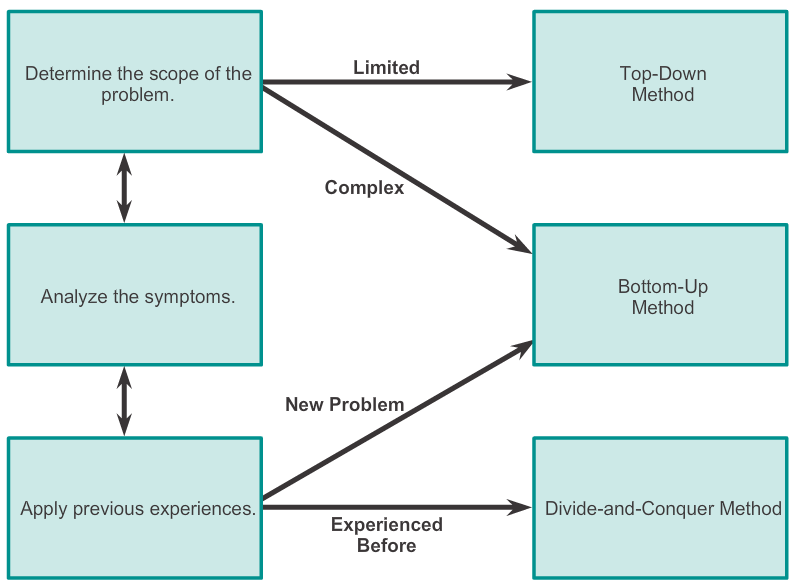 Determine the scope of the
problem.
Limited
Top-Down
Method
Complex
Analyze the symptoms.
Bottom-Up
Method
New Problem
Apply previous experiences.
Experienced
Before
Divide-and-Conquer Method